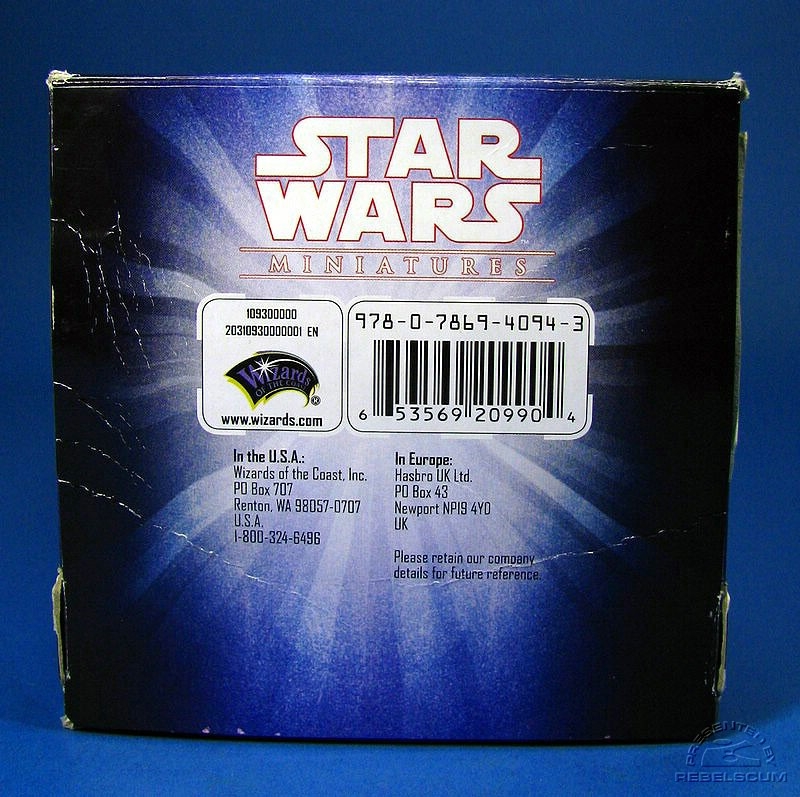 STAR
WARS
MINIATURES
109300000
20310930000001 EN
Wizards
OF THE COAST
www.wizards.com
978-0-7869-4094-3
6 53569 20990 4
In the U.S.A.:
Wizards of the Coast, Inc.
PO Box 707
Renton, WA 98057-0707
U.S.A.
1-800-324-6496
In Europe:
Hasbro UK Ltd.
PO Box 43
Newport NP19 4YO
UK
Please retain our company
details for future reference.
PRESENTED BY
REBELSCUM